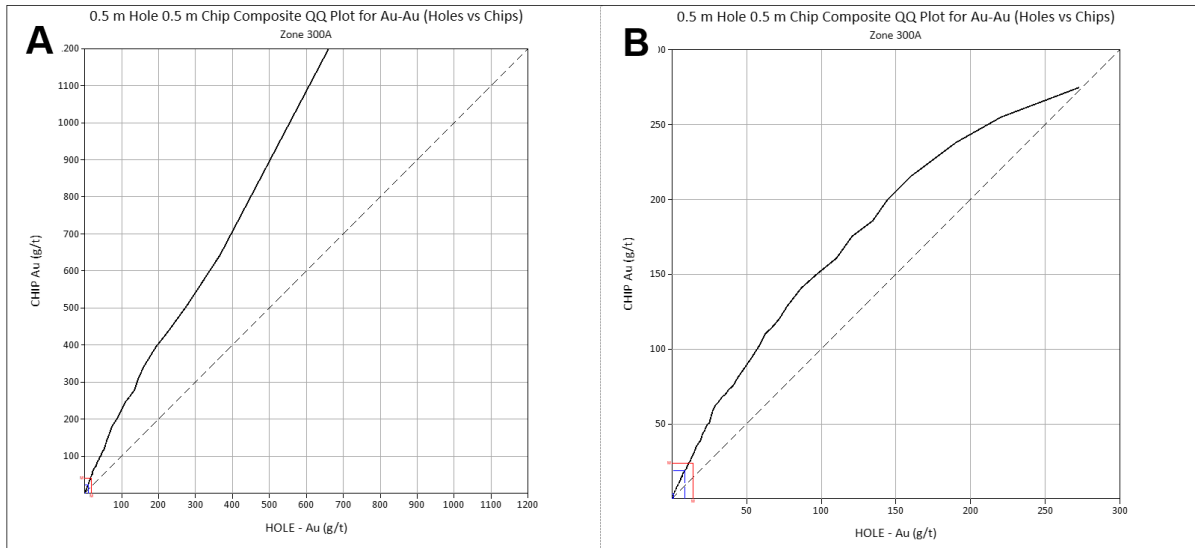 0.5 m Hole 0.5 m Chip Composite QQ Plot for Au-Au (Holes vs Chips)
Zone 300A
A
.200
1100
1000
900
800
700
600
500
400
300
200
100
CHIP Au (g/t)
100 200 300 400 500 600 700 800 900 1000 1100 1200
HOLE - Au (g/t)
0.5 m Hole 0.5 m Chip Composite QQ Plot for Au-Au (Holes vs Chips)
Zone 300A
B
00
250
200
150
100
50
CHIP Au (g/t)
50 100 150 200 250 300
HOLE - Au (g/t)